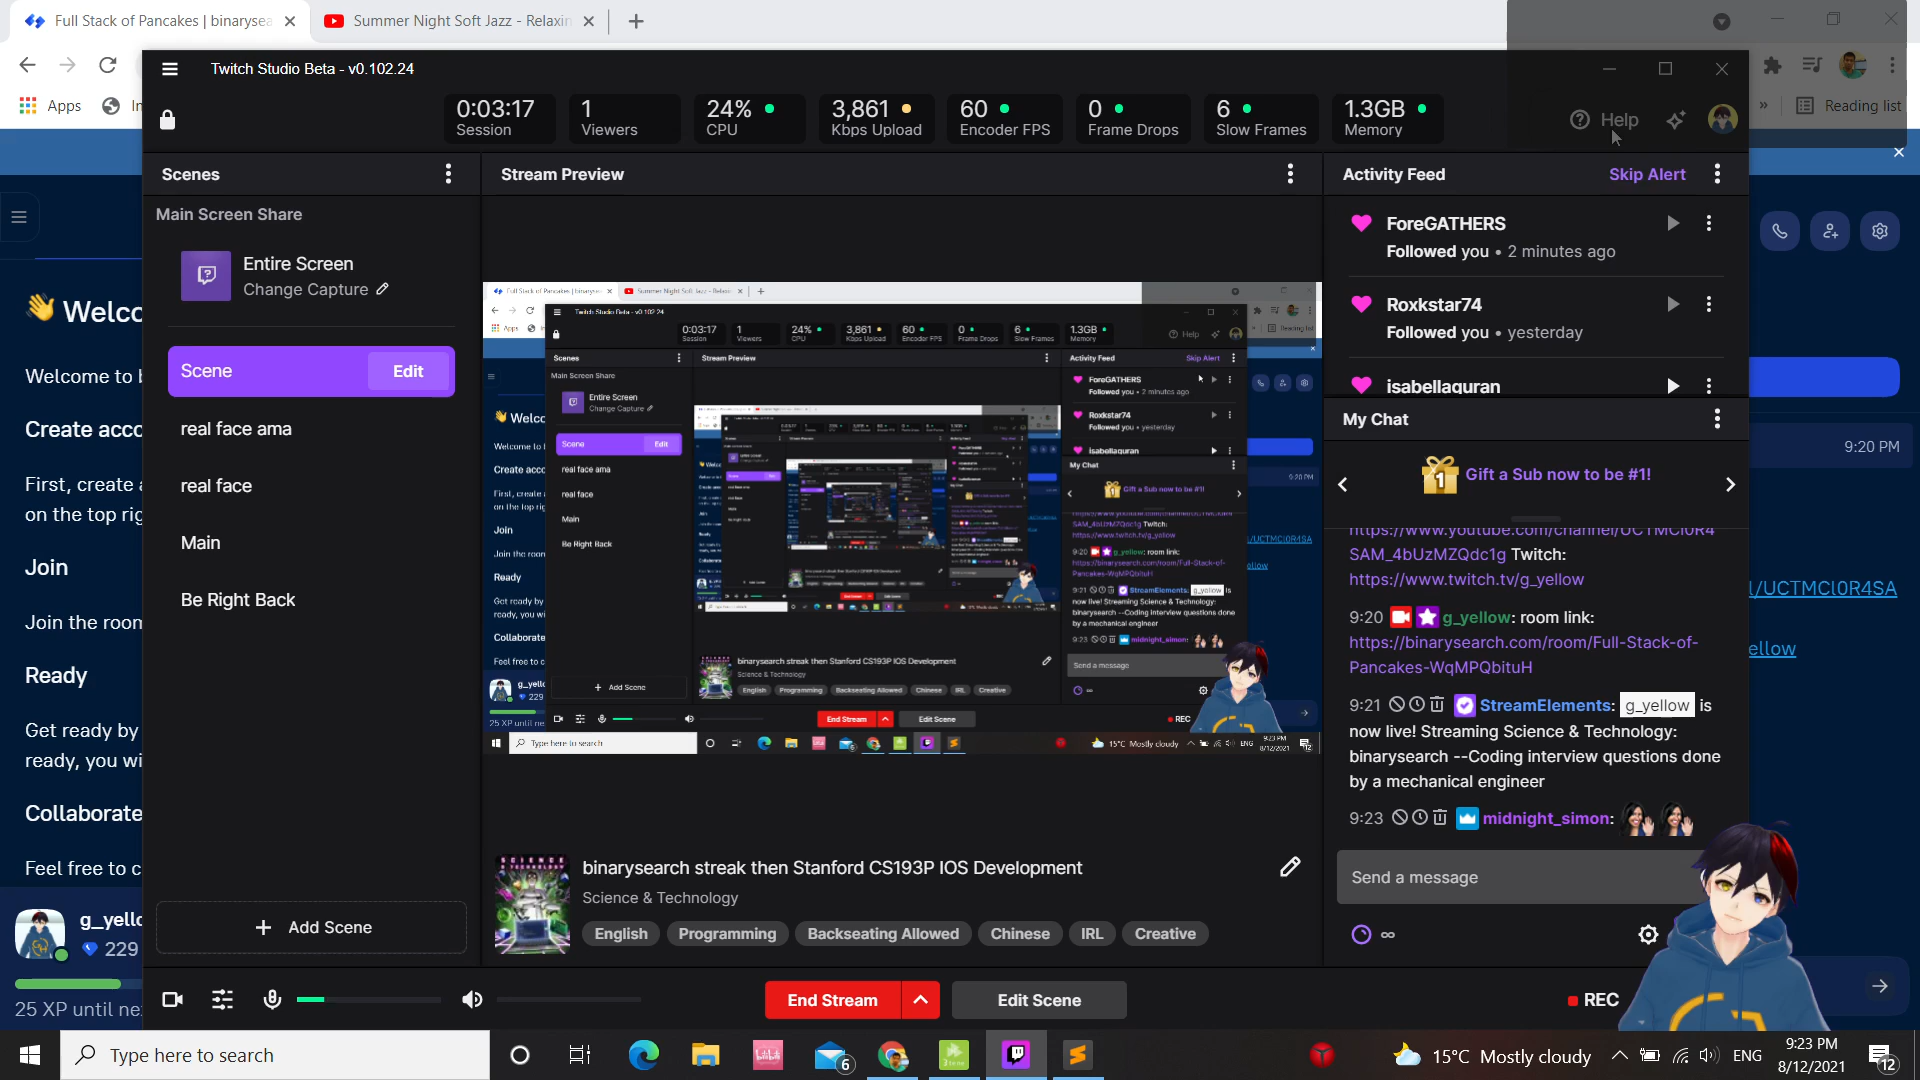 Full Stack of Pancakes | binarysea
Summer Night Soft Jazz - Relaxin
Apps
Reading list
Twitch Studio Beta - v0.102.24
0:03:17
Session
1
Viewers
24%
CPU
3,861
Kbps Upload
60
Encoder FPS
0
Frame Drops
6
Slow Frames
1.3GB
Memory
Help
Scenes
Main Screen Share
Entire Screen
Change Capture
Scene
Edit
real face ama
real face
Main
Be Right Back
+ Add Scene
Stream Preview
binarysearch streak then Stanford CS193P IOS Development
Science & Technology
English
Programming
Backseating Allowed
Chinese
IRL
Creative
Activity Feed
Skip Alert
ForeGATHERS
Followed you • 2 minutes ago
Roxkstar74
Followed you • yesterday
isabellaguran
My Chat
Gift a Sub now to be #1!
SAM_4bUzMZQdc1g Twitch:
https://www.twitch.tv/g_yellow
9:20 g_yellow: room link:
https://binarysearch.com/room/Full-Stack-of-
Pancakes-WqMPQbituH
9:21 StreamElements: g_yellow is
now live! Streaming Science & Technology:
binarysearch --Coding interview questions done
by a mechanical engineer
9:23 midnight_simon:
Send a message
End Stream
Edit Scene
REC
Welco
Welcome to b
Create acco
First, create a
on the top rig
Join
Join the room
Ready
Get ready by
ready, you wi
Collaborate
Feel free to c
g_yello
229
25 XP until ne
9:20 PM
l/UCTMCl0R4SA
ellow
Type here to search
6
15°C Mostly cloudy
ENG
9:23 PM
8/12/2021
12